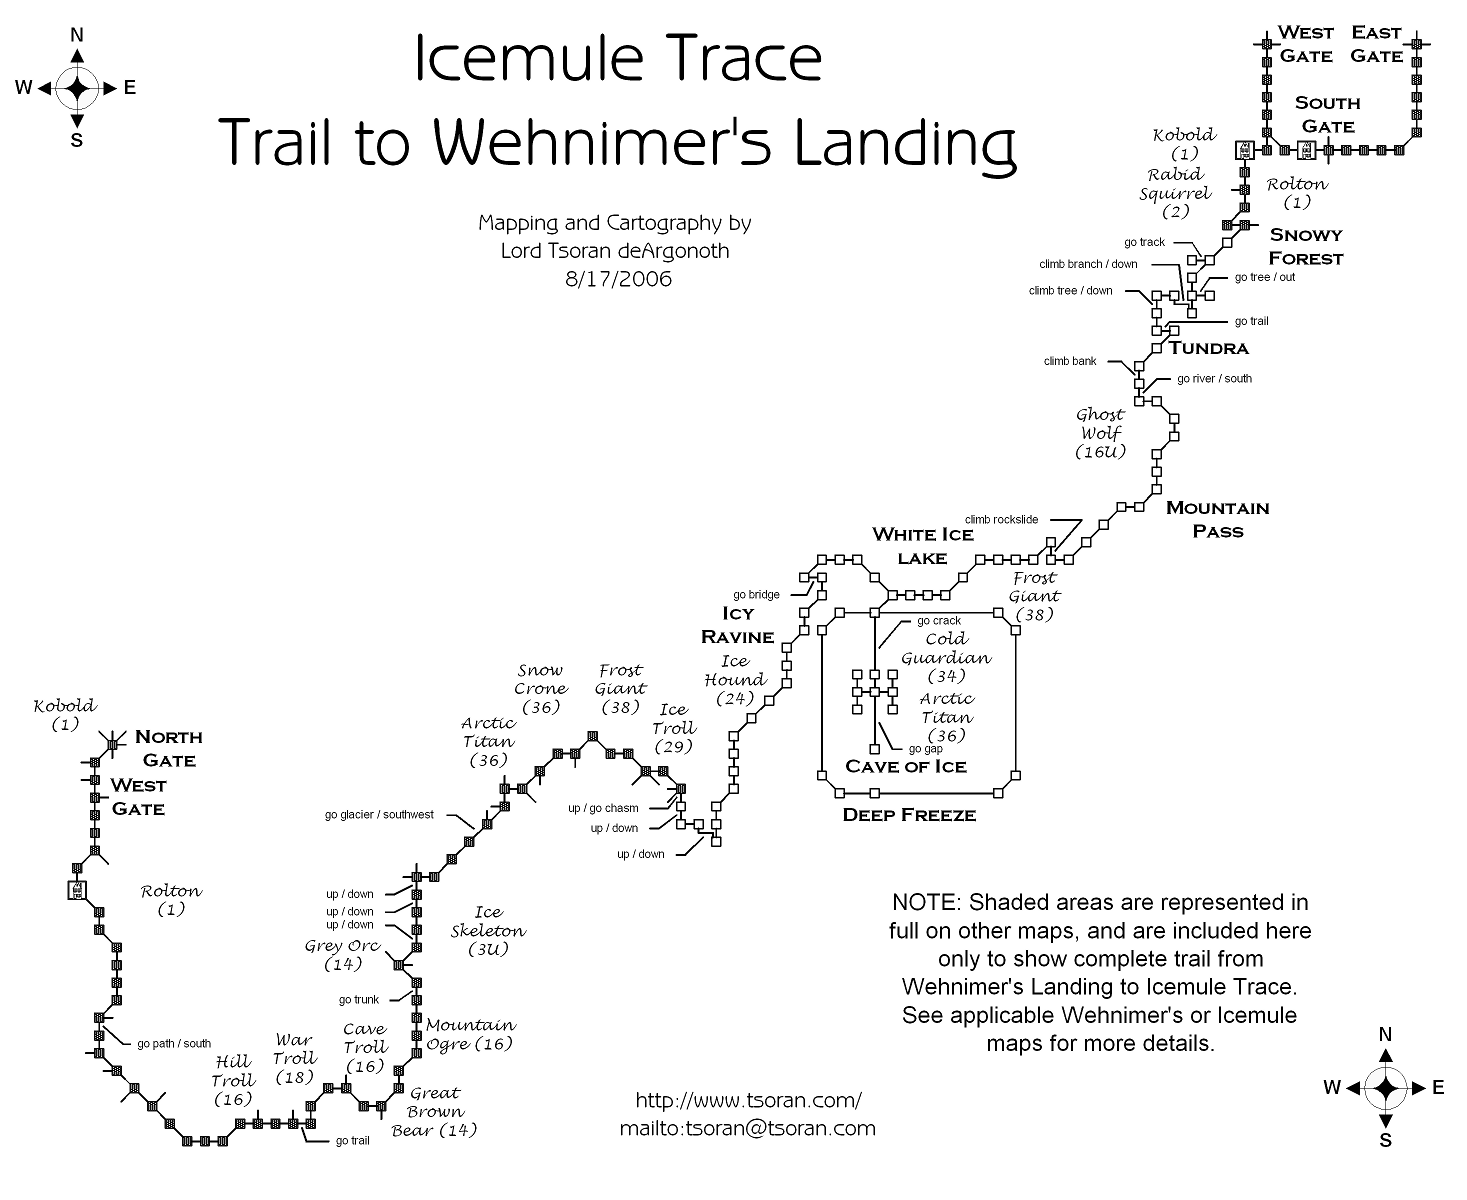 N
W E
S
Icemule Trace
Trail to Wehnimer's Landing
Mapping and Cartography by
Lord Tsoran deArgonoth
8/17/2006
WEST
GATE
EAST
GATE
SOUTH
GATE
Kobold
(1)
Rabid
Squirrel
(2)
Rolton
(1)
SNOWY
FOREST
go track
climb branch / down
go tree / out
climb tree / down
go trail
TUNDRA
climb bank
go river / south
Ghost
Wolf
(16U)
MOUNTAIN
PASS
climb rockslide
WHITE ICE
LAKE
Frost
Giant
(38)
go bridge
ICY
RAVINE
go crack
Cold
Guardian
(34)
Arctic
Titan
(36)
go gap
CAVE OF ICE
DEEP FREEZE
Ice
Hound
(24)
Snow
Crone
(36)
Frost
Giant
(38)
Ice
Troll
(29)
Arctic
Titan
(36)
up / go chasm
up / down
up / down
go glacier / southwest
Kobold
(1)
NORTH
GATE
WEST
GATE
Rolton
(1)
up / down
up / down
up / down
Ice
Skeleton
(3U)
Grey Orc
(14)
go trunk
Mountain
Ogre (16)
go path / south
Hill
Troll
(16)
War
Troll
(18)
Cave
Troll
(16)
Great
Brown
Bear (14)
go trail
NOTE: Shaded areas are represented in
full on other maps, and are included here
only to show complete trail from
Wehnimer's Landing to Icemule Trace.
See applicable Wehnimer's or Icemule
maps for more details.
http://www.tsoran.com/
mailto:tsoran@tsoran.com
N
W E
S